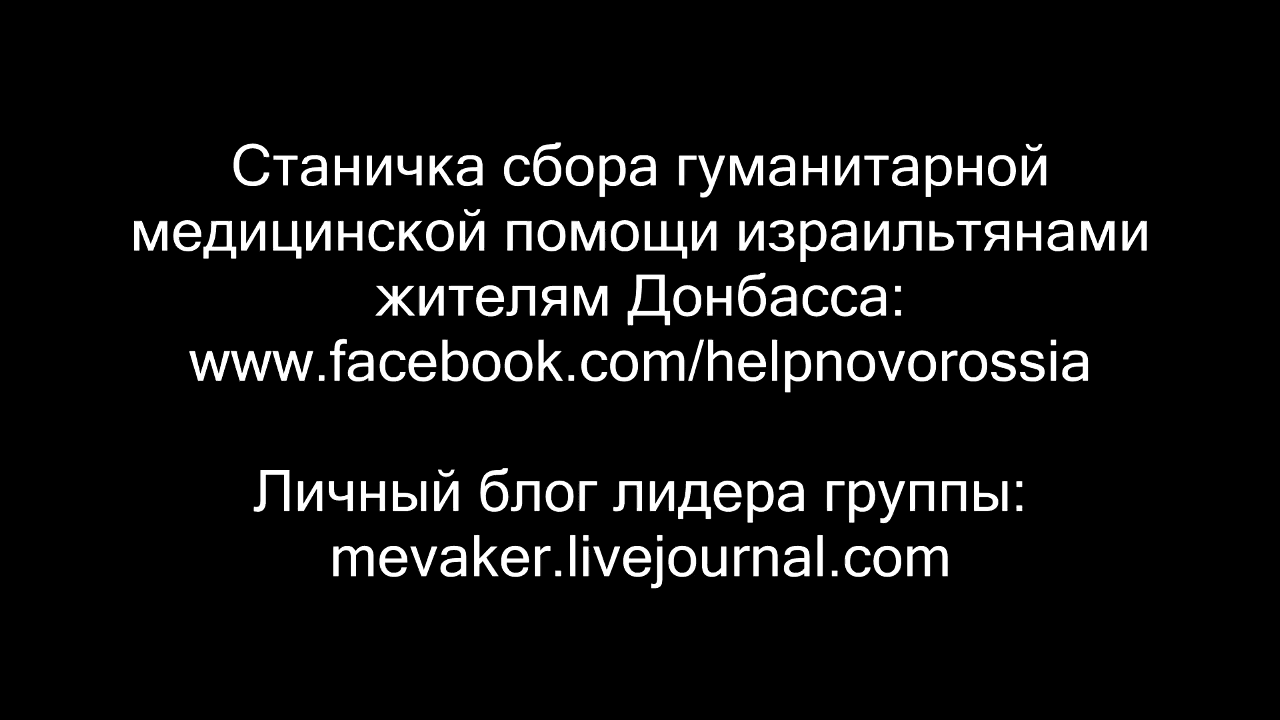 Станичка сбора гуманитарной
медицинской помощи израильтянами
жителям Донбасса:
www.facebook.com/helpnovorossia
Личный блог лидера группы:
mevaker.livejournal.com